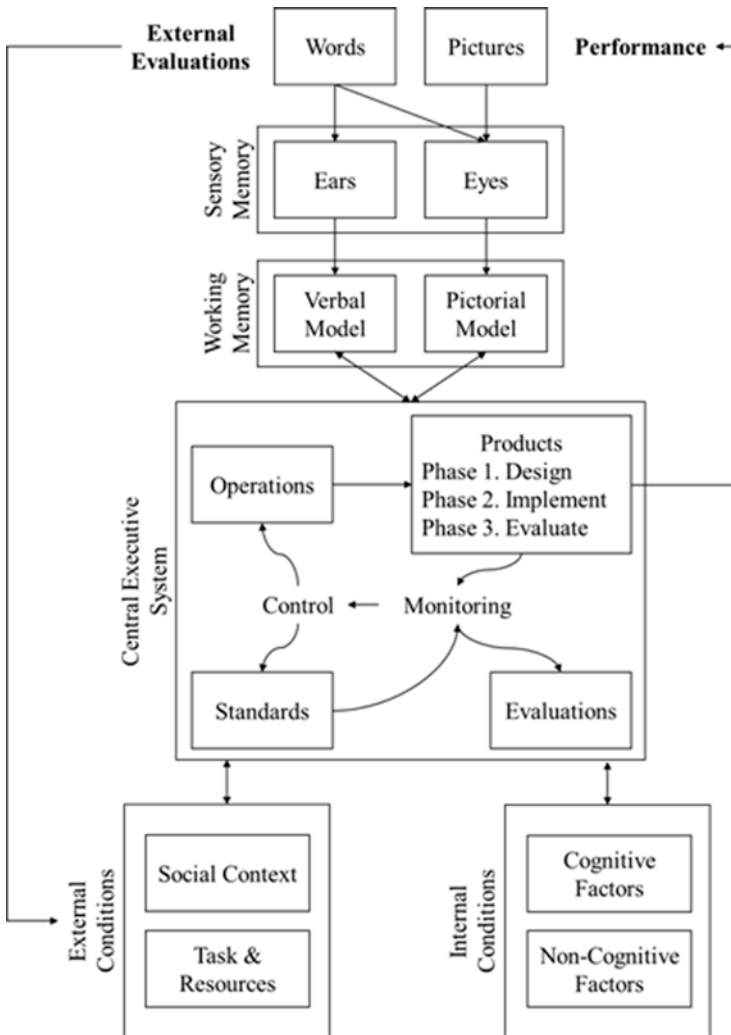 External
Evaluations
Words
Pictures
Performance
Sensory
Memory
Ears
Eyes
Working
Memory
Verbal
Model
Pictorial
Model
Central Executive
System
Operations
Products
Phase 1. Design
Phase 2. Implement
Phase 3. Evaluate
Control
Monitoring
Standards
Evaluations
External
Conditions
Social Context
Task &
Resources
Internal
Conditions
Cognitive
Factors
Non-Cognitive
Factors